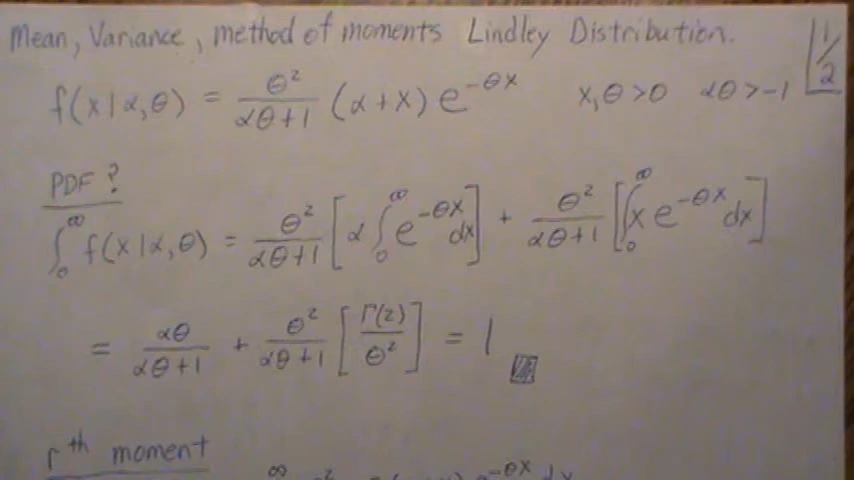 Mean, Variance, method of moments Lindley Distribution. 1/2
f(x|α,θ) = θ²/(αθ+1) (α+x) e^(-θx)   x,θ>0   αθ>-1
PDF?
∫₀^∞ f(x|α,θ) = θ²/(αθ+1) [α ∫₀^∞ e^(-θx) dx] + θ²/(αθ+1) [∫₀^∞ x e^(-θx) dx]
= αθ/(αθ+1) + θ²/(αθ+1) [Γ(2)/θ²] = 1
rth moment